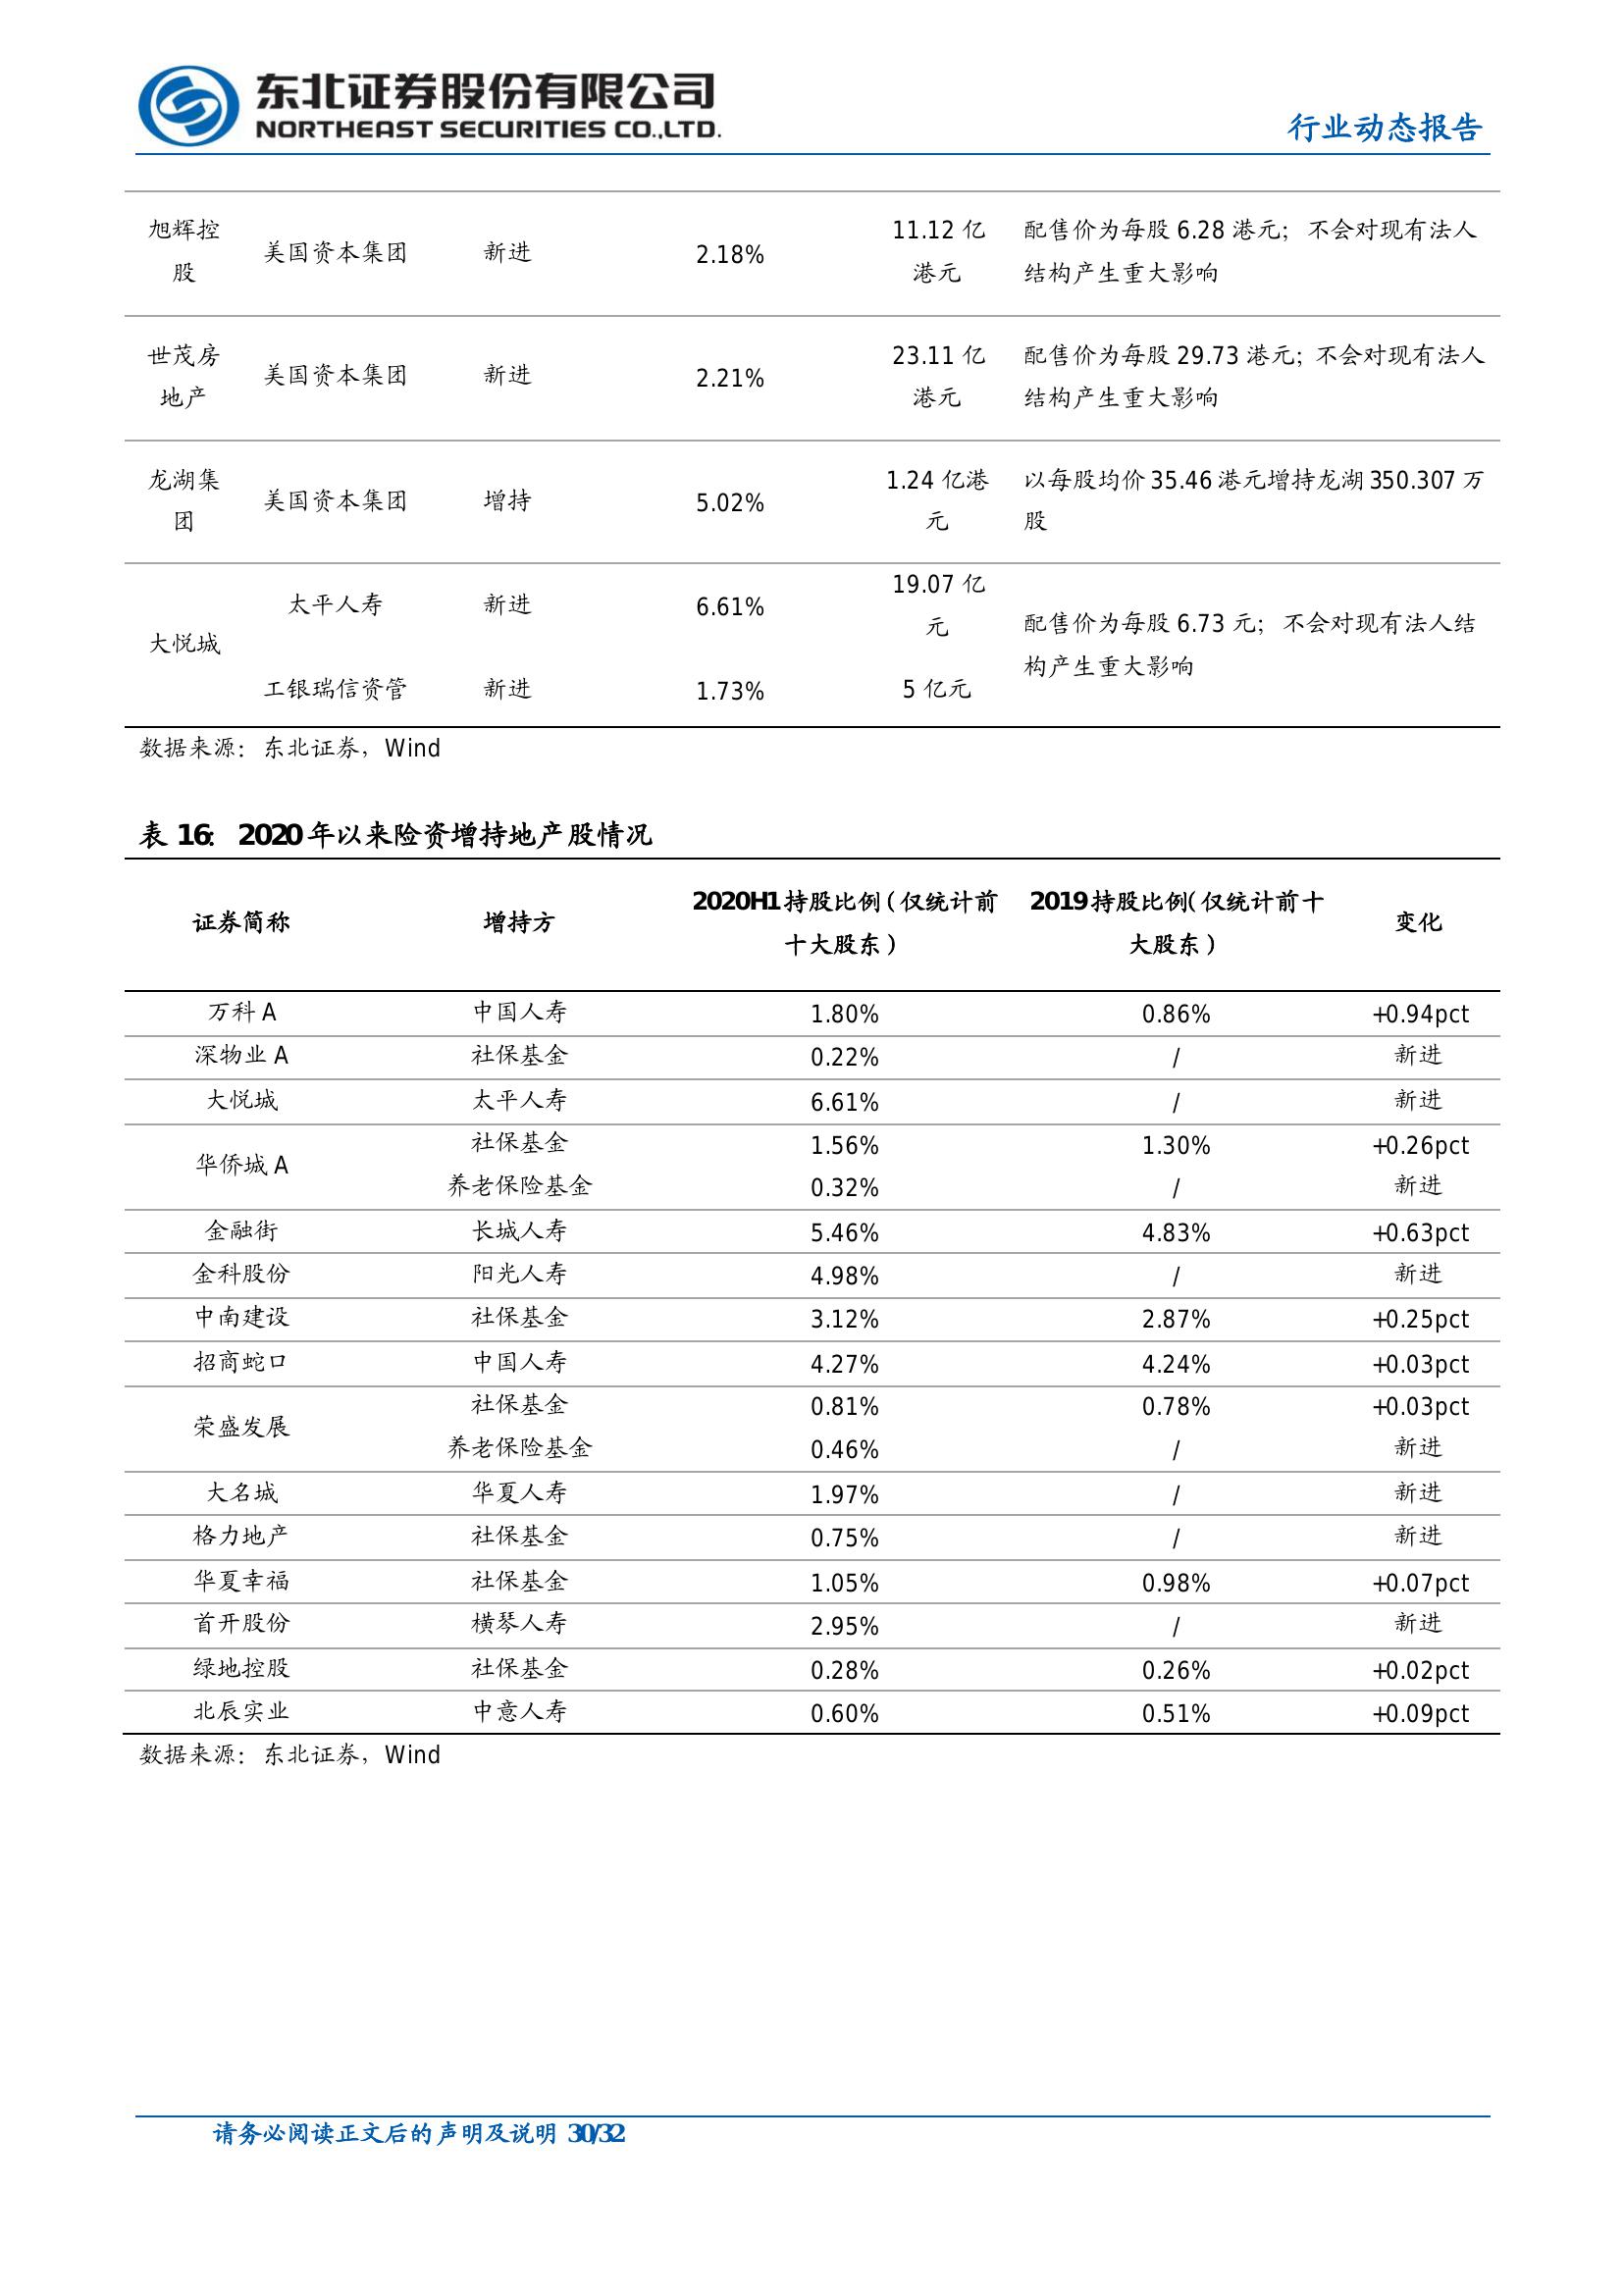 东北证券股份有限公司
NORTHEAST SECURITIES CO.,LTD.
行业动态报告
旭辉控股 美国资本集团 新进 2.18% 11.12 亿港元 配售价为每股 6.28 港元；不会对现有法人结构产生重大影响
世茂房地产 美国资本集团 新进 2.21% 23.11 亿港元 配售价为每股 29.73 港元；不会对现有法人结构产生重大影响
龙湖集团 美国资本集团 增持 5.02% 1.24 亿港元 以每股均价 35.46 港元增持龙湖 350.307 万股
大悦城 太平人寿 新进 6.61% 19.07 亿元 配售价为每股 6.73 元；不会对现有法人结构产生重大影响
工银瑞信资管 新进 1.73% 5 亿元
数据来源：东北证券，Wind
表 16：2020 年以来险资增持地产股情况
证券简称 增持方 2020H1 持股比例（仅统计前十大股东） 2019 持股比例（仅统计前十大股东） 变化
万科 A 中国人寿 1.80% 0.86% +0.94pct
深物业 A 社保基金 0.22% / 新进
大悦城 太平人寿 6.61% / 新进
华侨城 A 社保基金 1.56% 1.30% +0.26pct
养老保险基金 0.32% / 新进
金融街 长城人寿 5.46% 4.83% +0.63pct
金科股份 阳光人寿 4.98% / 新进
中南建设 社保基金 3.12% 2.87% +0.25pct
招商蛇口 中国人寿 4.27% 4.24% +0.03pct
荣盛发展 社保基金 0.81% 0.78% +0.03pct
养老保险基金 0.46% / 新进
大名城 华夏人寿 1.97% / 新进
格力地产 社保基金 0.75% / 新进
华夏幸福 社保基金 1.05% 0.98% +0.07pct
首开股份 横琴人寿 2.95% / 新进
绿地控股 社保基金 0.28% 0.26% +0.02pct
北辰实业 中意人寿 0.60% 0.51% +0.09pct
数据来源：东北证券，Wind
请务必阅读正文后的声明及说明 30/32